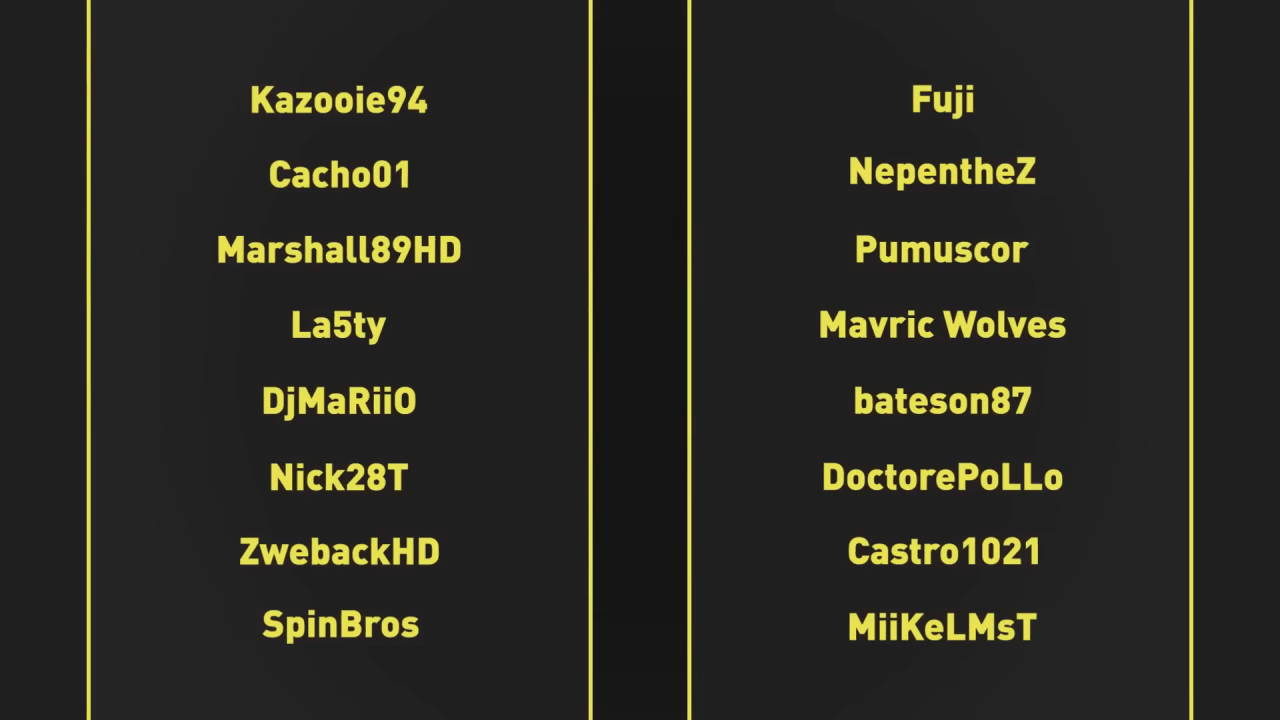 Kazooie94
Cacho01
Marshall89HD
La5ty
DjMaRiiO
Nick28T
ZwebackHD
SpinBros
Fuji
NepentheZ
Pumuscor
Mavric Wolves
bateson87
DoctorePoLLo
Castro1021
MiiKeLMsT